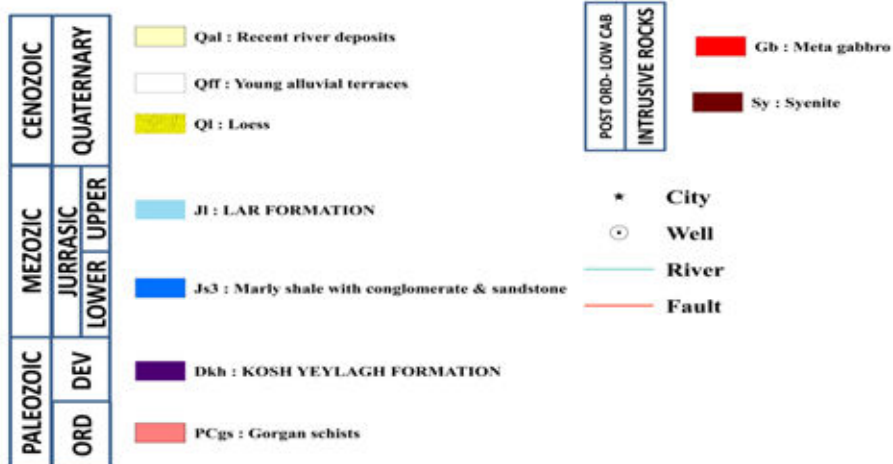 CENOZOIC
QUATERNARY
Qal : Recent river deposits
Qff : Young alluvial terraces
Ql : Loess
MEZOZIC
JURRASIC
UPPER
LOWER
Jl : LAR FORMATION
Js3 : Marly shale with conglomerate & sandstone
PALEOZOIC
DEV
ORD
Dkh : KOSH YEYLAGH FORMATION
PCgs : Gorgan schists
POST ORD- LOW CAB
INTRUSIVE ROCKS
Gb : Meta gabbro
Sy : Syenite
City
Well
River
Fault